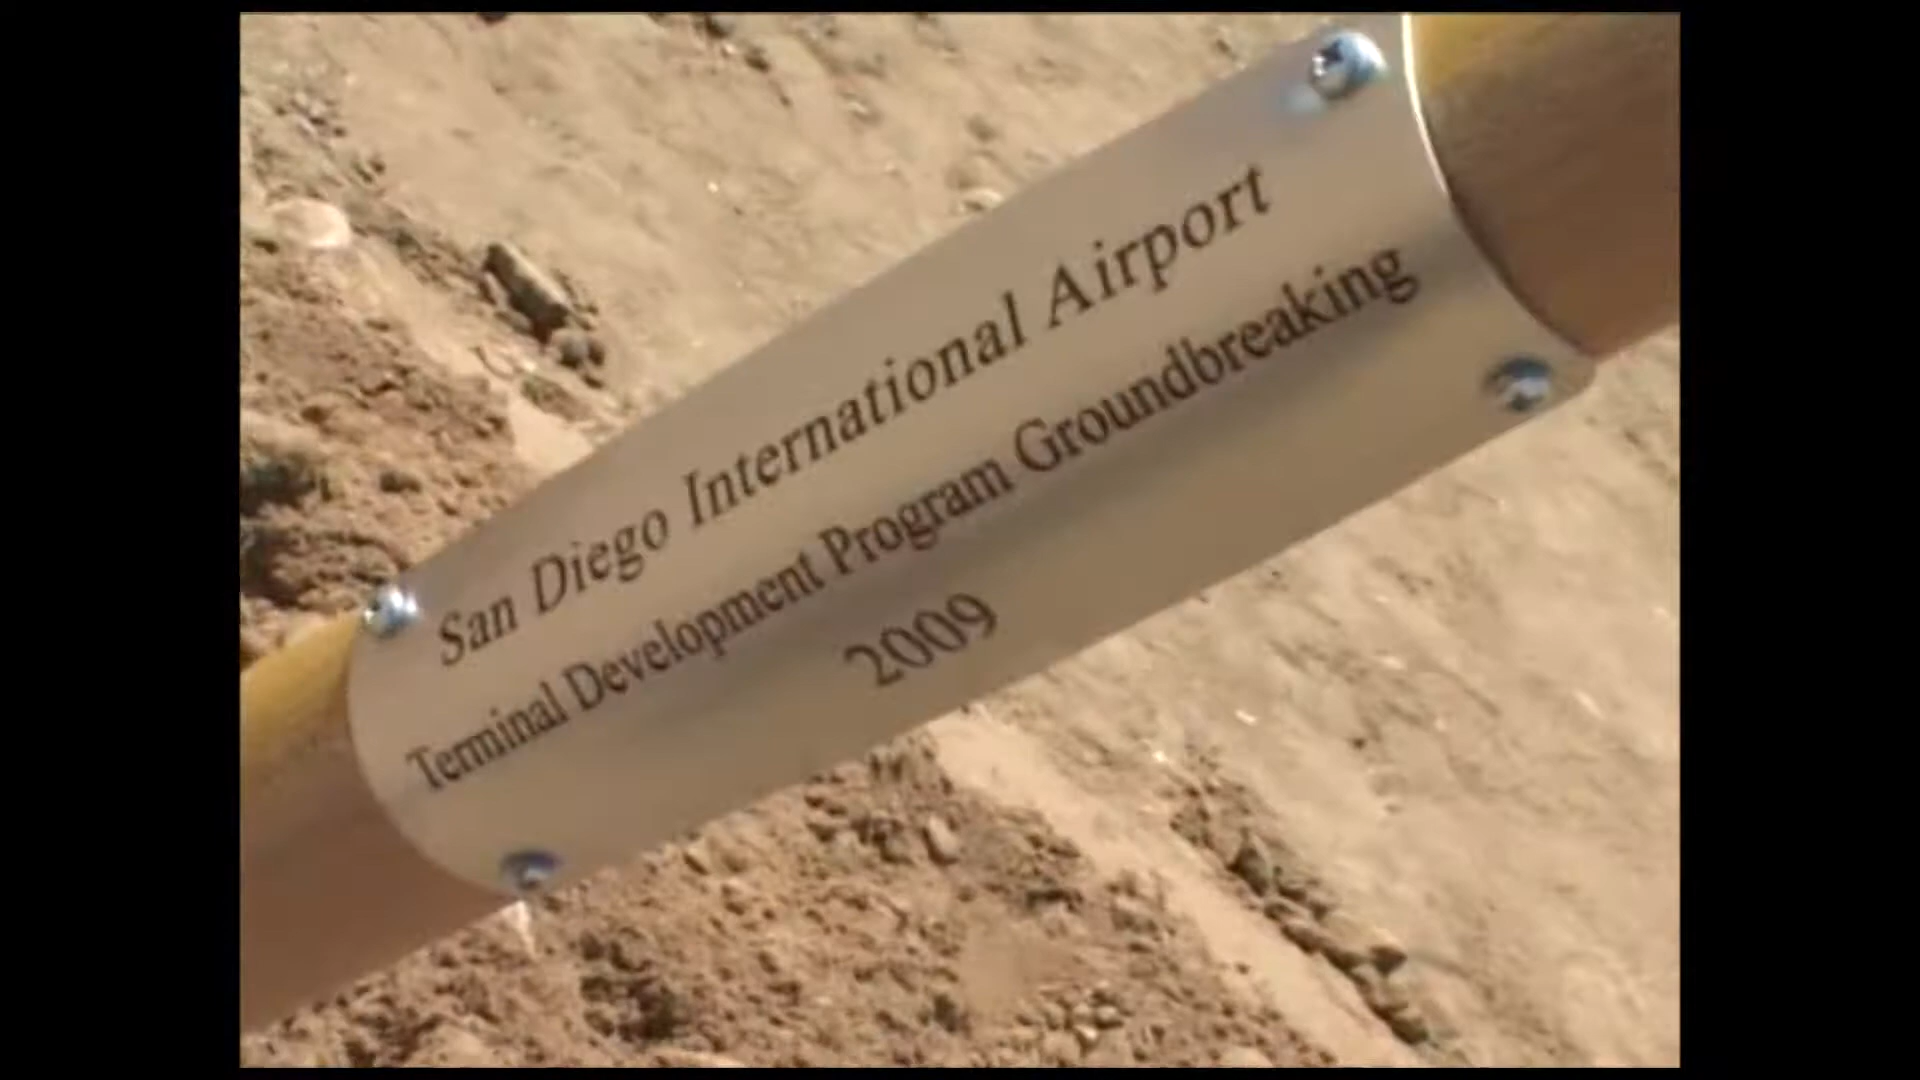 San Diego International Airport
Terminal Development Program Groundbreaking
2009